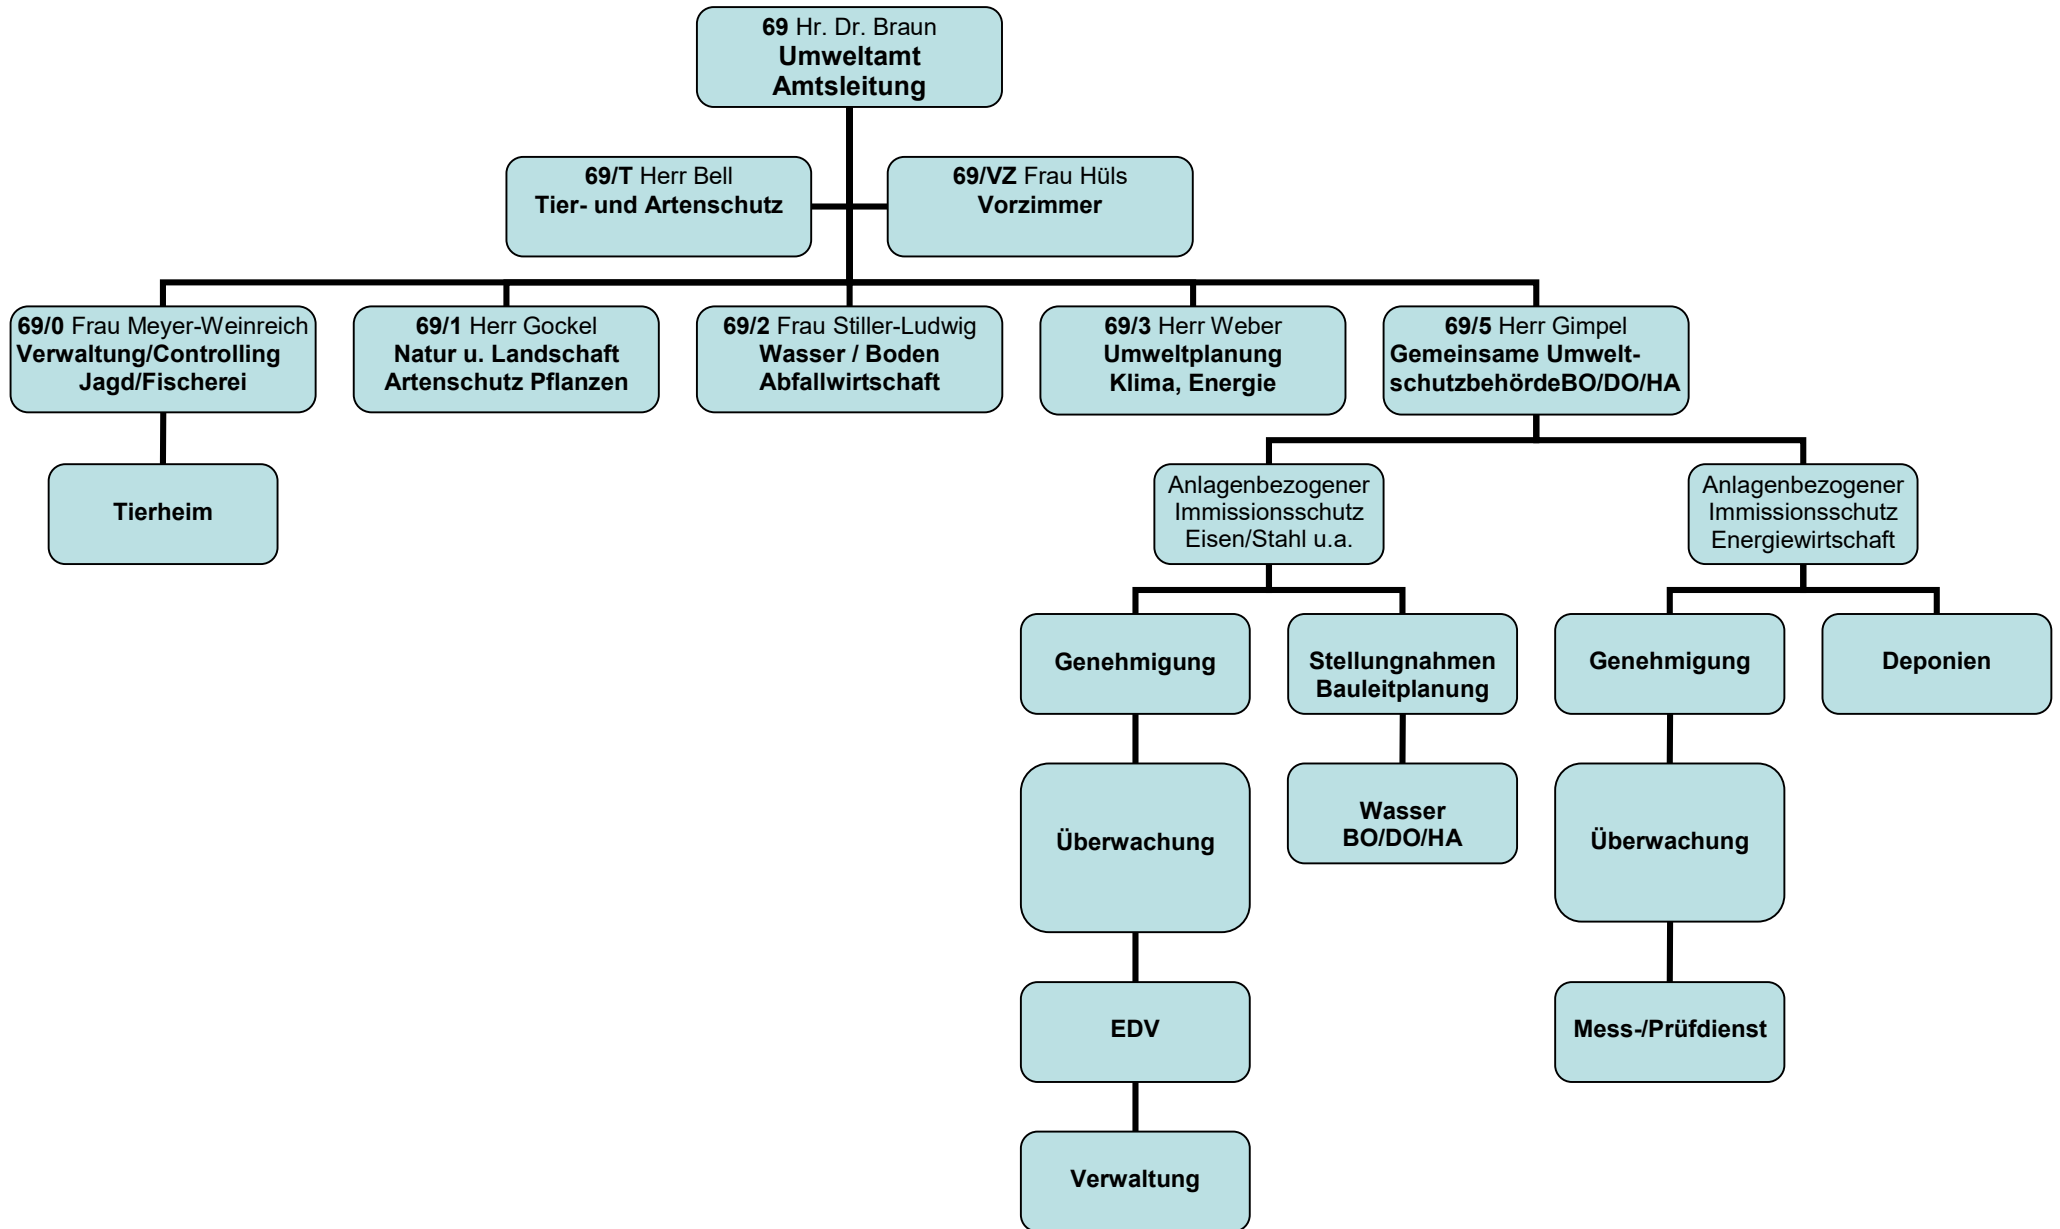 69 Hr. Dr. Braun
Umweltamt
Amtsleitung
69/T Herr Bell
Tier- und Artenschutz
69/VZ Frau Hüls
Vorzimmer
69/0 Frau Meyer-Weinreich
Verwaltung/Controlling
Jagd/Fischerei
69/1 Herr Gockel
Natur u. Landschaft
Artenschutz Pflanzen
69/2 Frau Stiller-Ludwig
Wasser / Boden
Abfallwirtschaft
69/3 Herr Weber
Umweltplanung
Klima, Energie
69/5 Herr Gimpel
Gemeinsame Umwelt-
schutzbehördeBO/DO/HA
Tierheim
Anlagenbezogener
Immissionsschutz
Eisen/Stahl u.a.
Anlagenbezogener
Immissionsschutz
Energiewirtschaft
Genehmigung
Stellungnahmen
Bauleitplanung
Genehmigung
Deponien
Überwachung
Wasser
BO/DO/HA
Überwachung
EDV
Mess-/Prüfdienst
Verwaltung